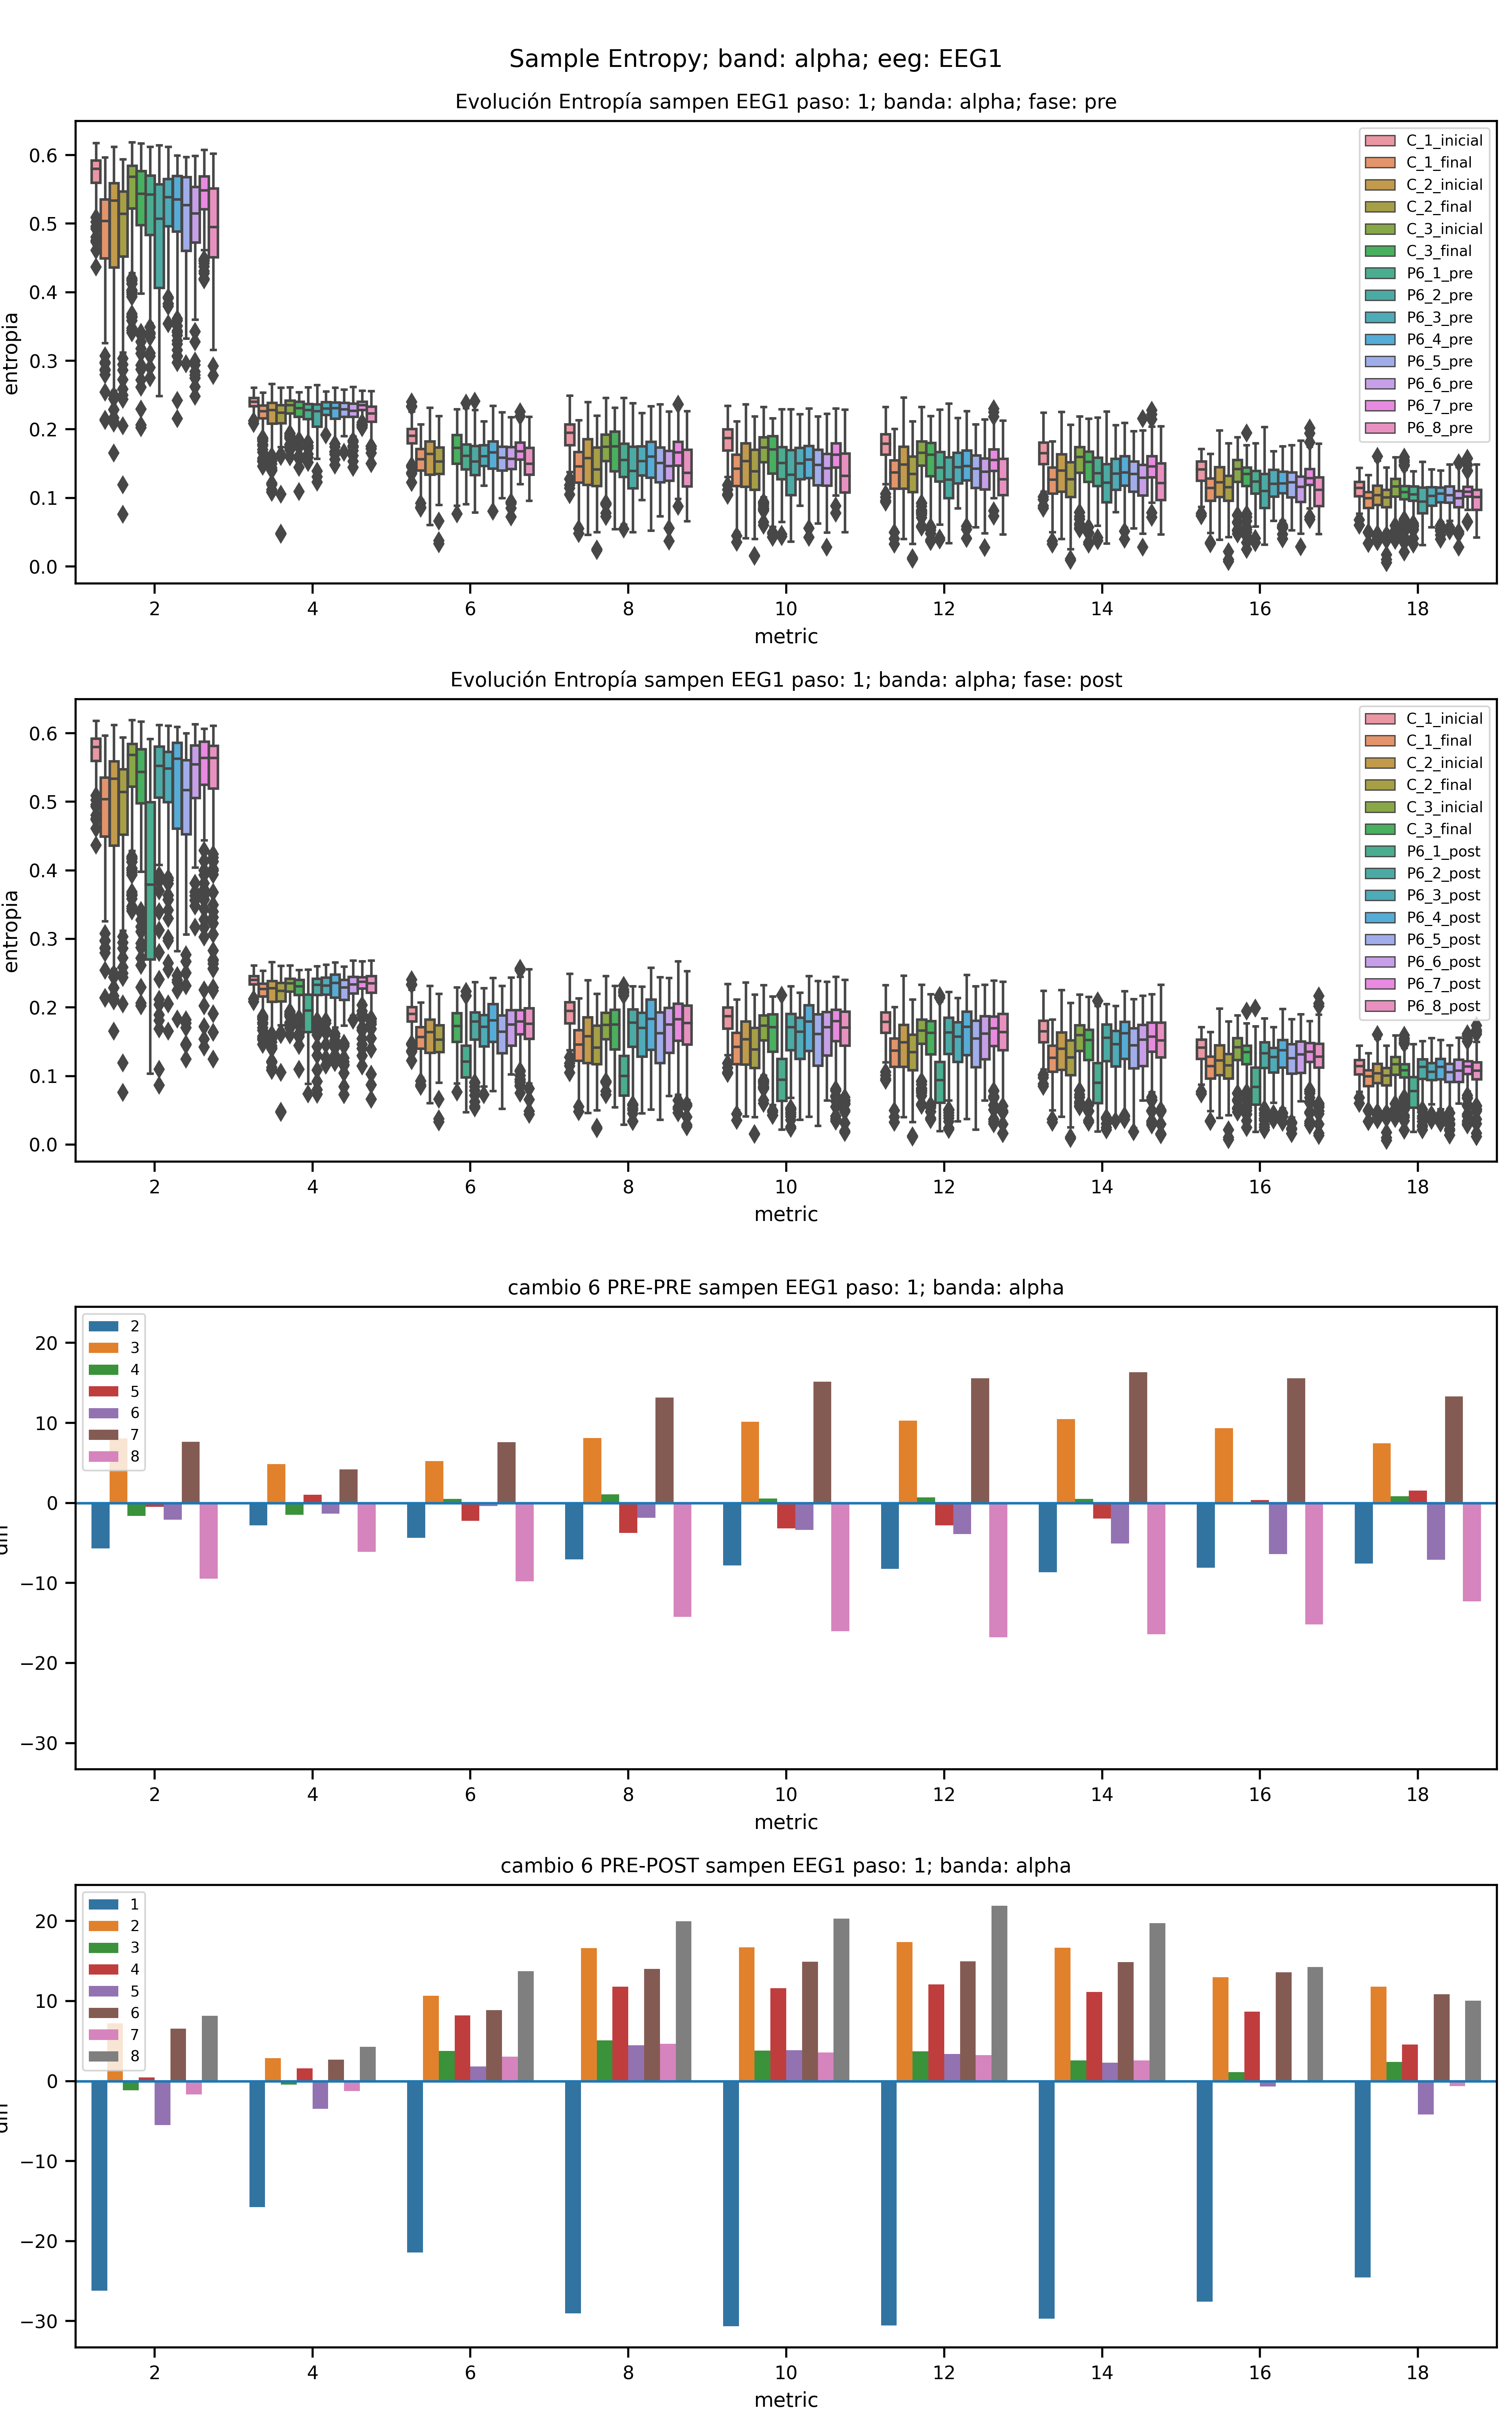 Sample Entropy; band: alpha; eeg: EEG1
Evolución Entropía sampen EEG1 paso: 1; banda: alpha; fase: pre
entropia
0.6
0.5
0.4
0.3
0.2
0.1
0.0
C_1_inicial
C_1_final
C_2_inicial
C_2_final
C_3_inicial
C_3_final
P6_1_pre
P6_2_pre
P6_3_pre
P6_4_pre
P6_5_pre
P6_6_pre
P6_7_pre
P6_8_pre
2 4 6 8 10 12 14 16 18
metric
Evolución Entropía sampen EEG1 paso: 1; banda: alpha; fase: post
entropia
0.6
0.5
0.4
0.3
0.2
0.1
0.0
C_1_inicial
C_1_final
C_2_inicial
C_2_final
C_3_inicial
C_3_final
P6_1_post
P6_2_post
P6_3_post
P6_4_post
P6_5_post
P6_6_post
P6_7_post
P6_8_post
2 4 6 8 10 12 14 16 18
metric
cambio 6 PRE-PRE sampen EEG1 paso: 1; banda: alpha
20
10
0
−10
−20
−30
2
3
4
5
6
7
8
2 4 6 8 10 12 14 16 18
metric
cambio 6 PRE-POST sampen EEG1 paso: 1; banda: alpha
20
10
0
−10
−20
−30
1
2
3
4
5
6
7
8
2 4 6 8 10 12 14 16 18
metric